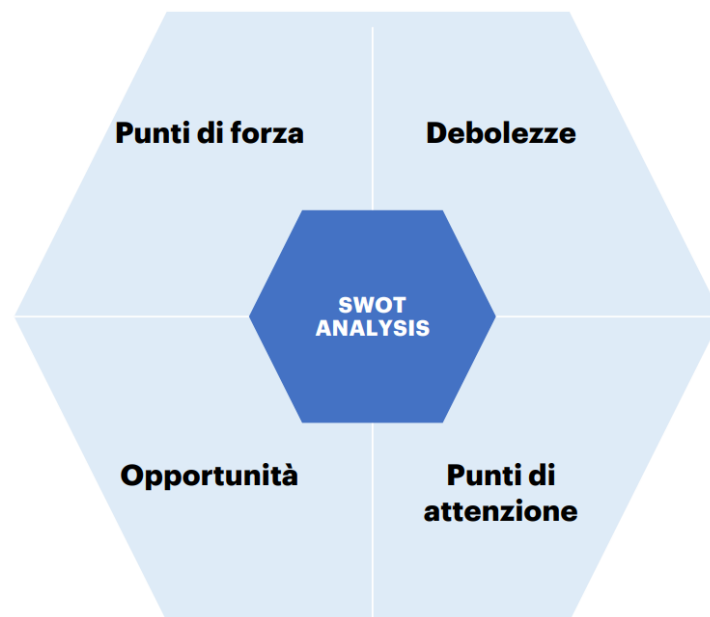 Punti di forza
Debolezze
SWOT
ANALYSIS
Opportunità
Punti di
attenzione